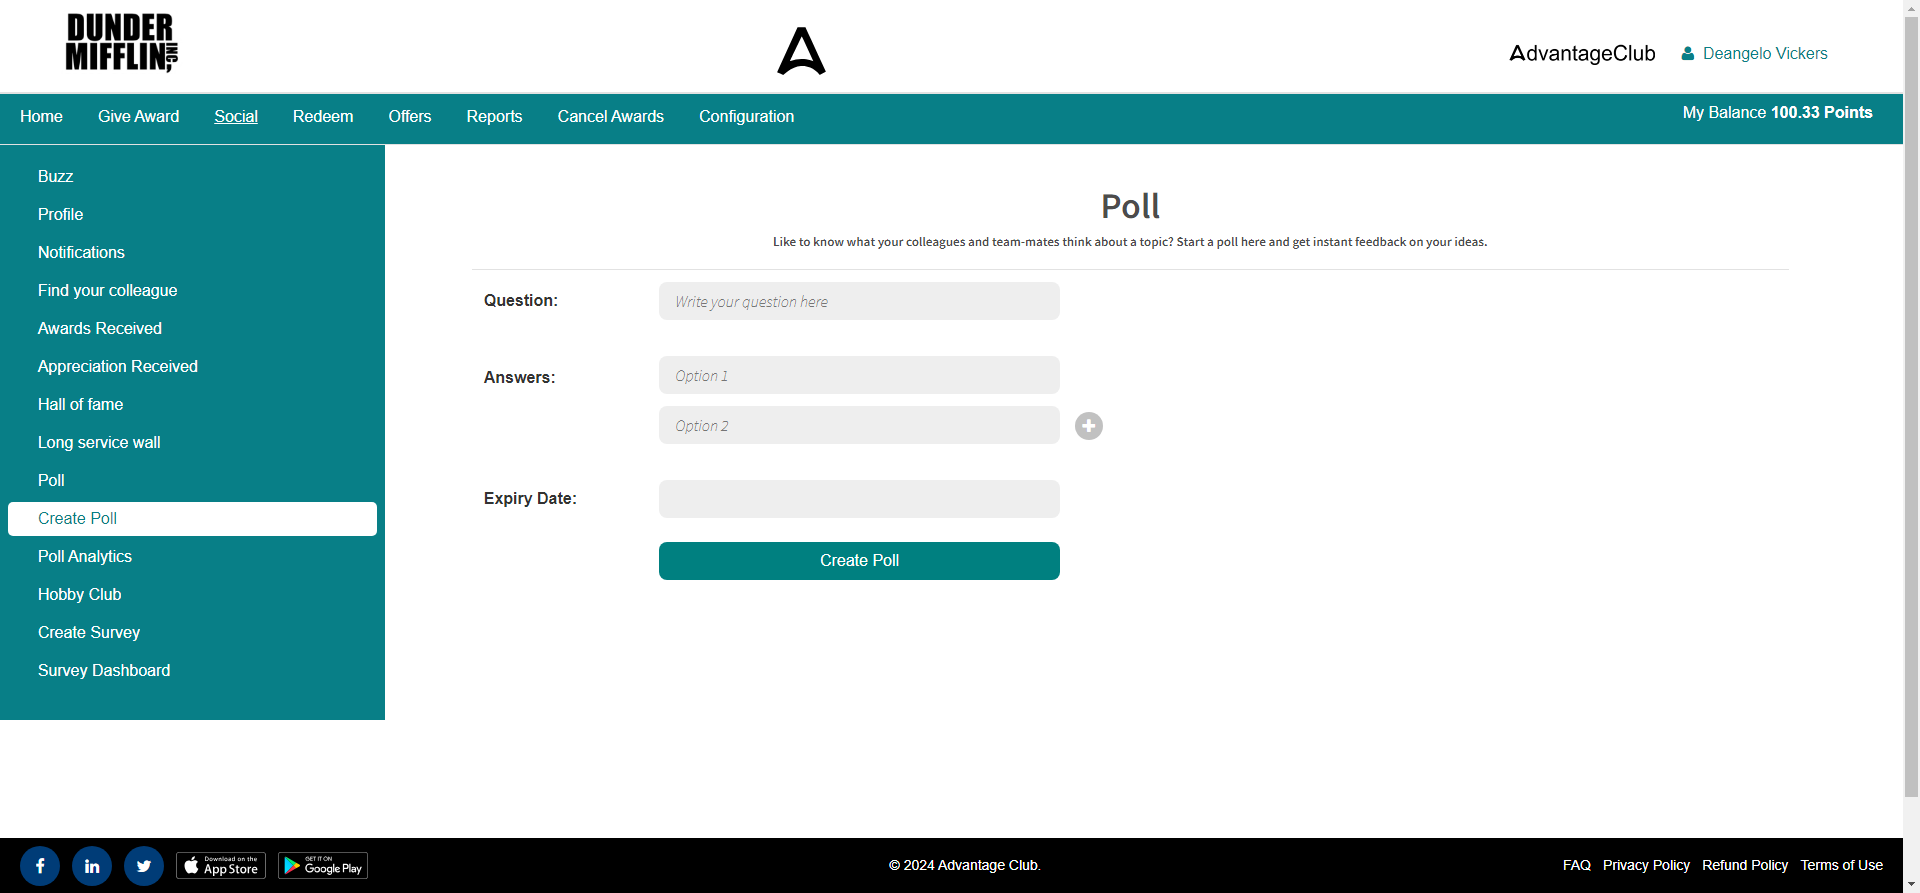 DUNDER
MIFFLIN INC,
AdvantageClub
Deangelo Vickers
Home Give Award Social Redeem Offers Reports Cancel Awards Configuration
My Balance 100.33 Points
Buzz
Profile
Notifications
Find your colleague
Awards Received
Appreciation Received
Hall of fame
Long service wall
Poll
Create Poll
Poll Analytics
Hobby Club
Create Survey
Survey Dashboard
Poll
Like to know what your colleagues and team-mates think about a topic? Start a poll here and get instant feedback on your ideas.
Question:
Write your question here
Answers:
Option 1
Option 2
Expiry Date:
Create Poll
Download on the
App Store
GET IT ON
Google Play
© 2024 Advantage Club.
FAQ Privacy Policy Refund Policy Terms of Use